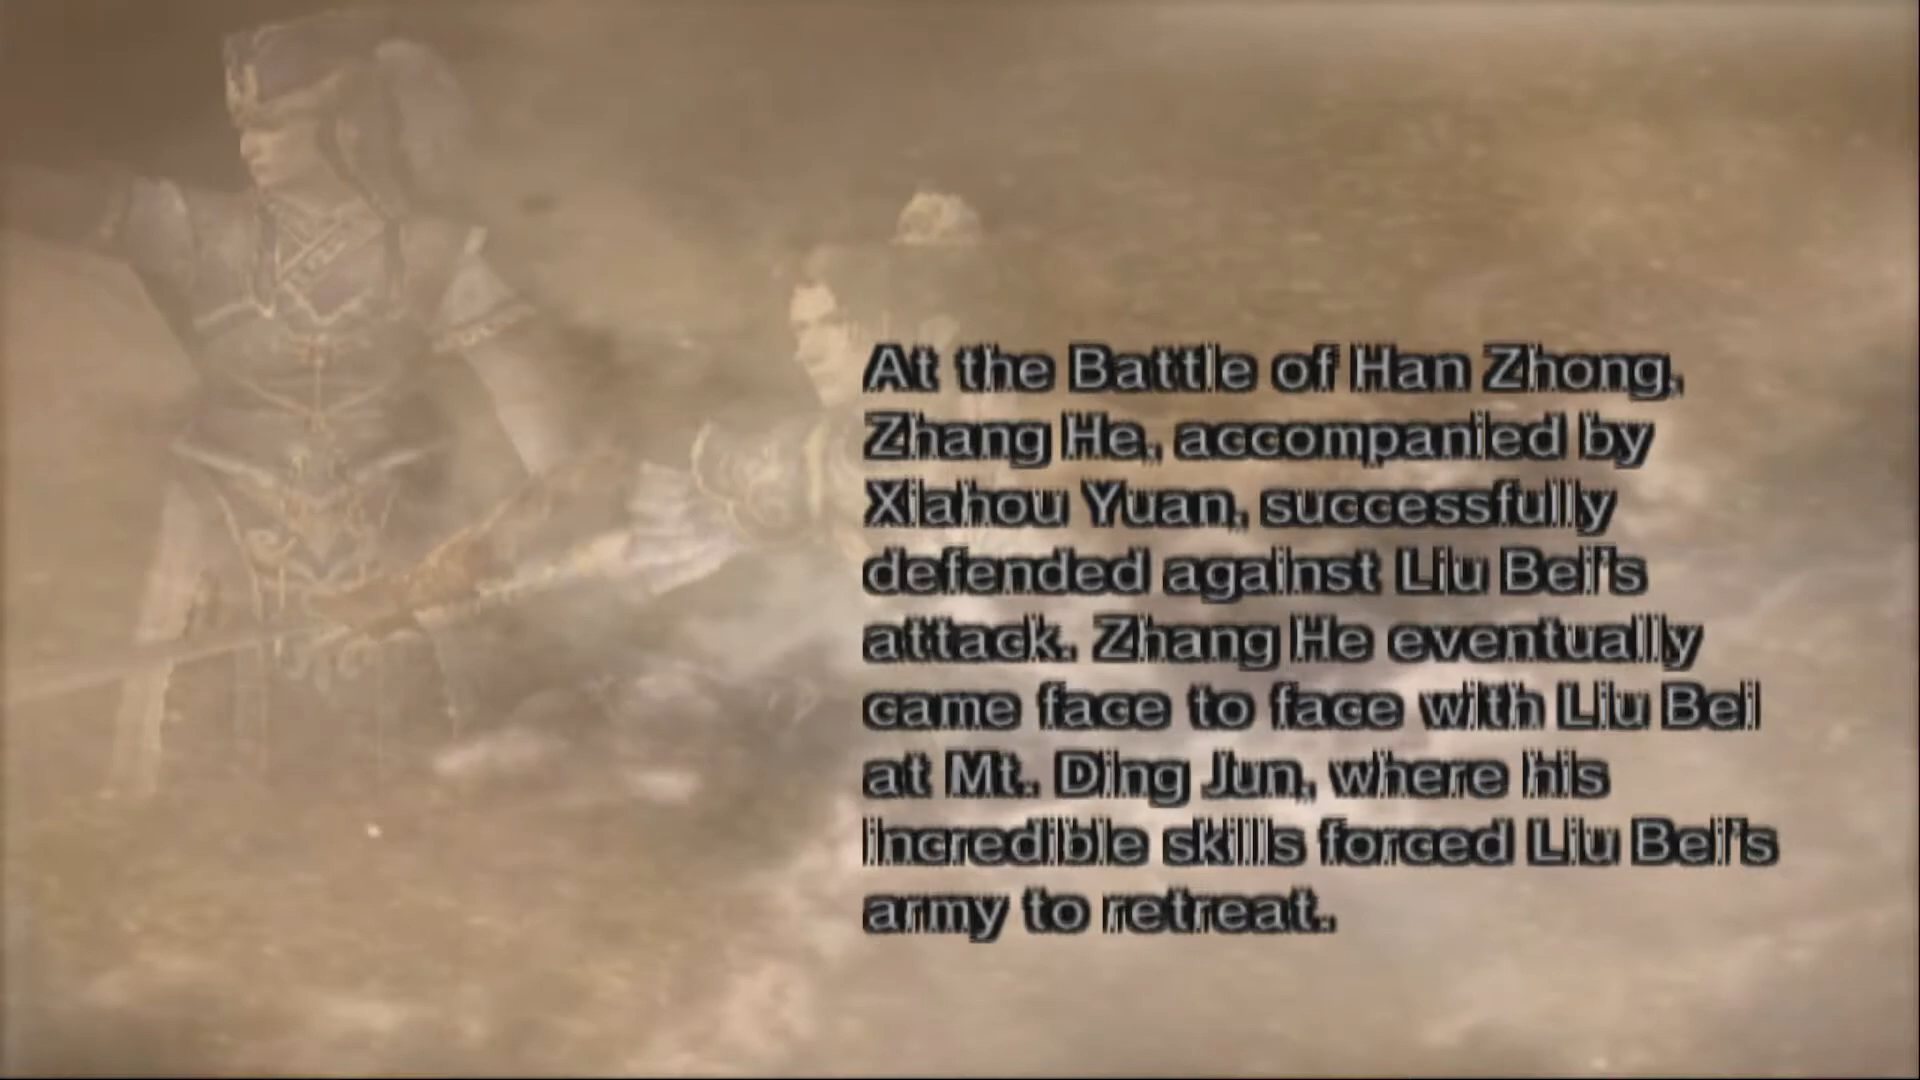 At the Battle of Han Zhong,
Zhang He, accompanied by
Xiahou Yuan, successfully
defended against Liu Bei's
attack. Zhang He eventually
came face to face with Liu Bei
at Mt. Ding Jun, where his
incredible skills forced Liu Bei's
army to retreat.